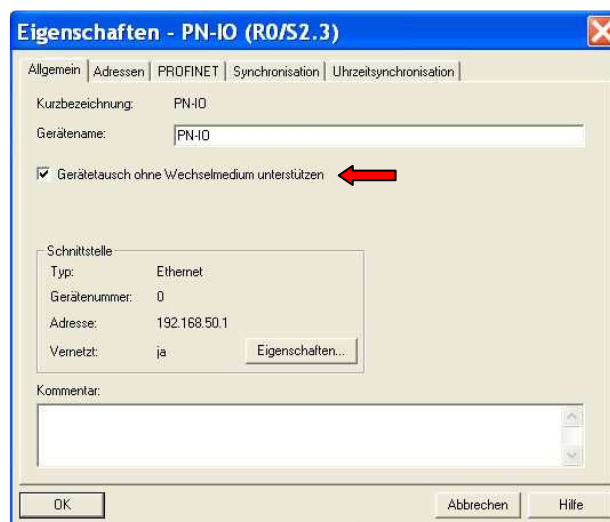 Eigenschaften - PN-IO (R0/S2.3)
Allgemein Adressen PROFINET Synchronisation Uhrzeitsynchronisation
Kurzbezeichnung: PN-IO
Gerätename: PN-IO
Gerätetausch ohne Wechselmedium unterstützen
Schnittstelle
Typ: Ethernet
Gerätenummer: 0
Adresse: 192.168.50.1
Vernetzt: ja Eigenschaften...
Kommentar:
OK Abbrechen Hilfe